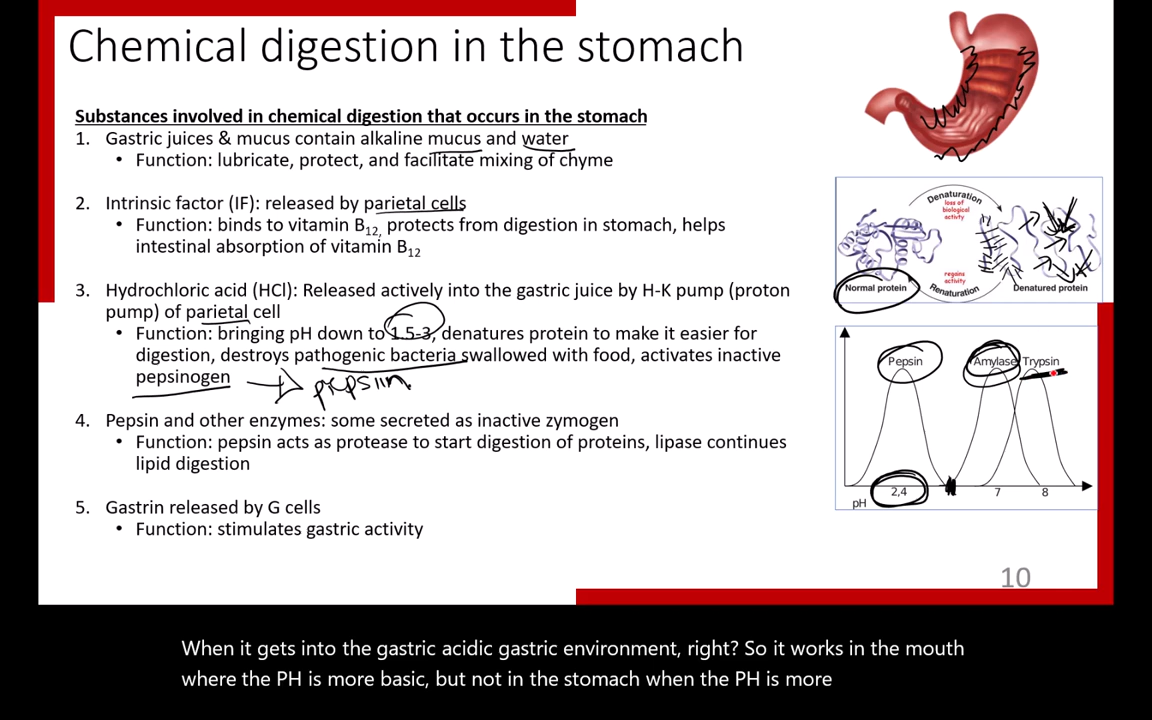 Chemical digestion in the stomach
Substances involved in chemical digestion that occurs in the stomach
1. Gastric juices & mucus contain alkaline mucus and water
• Function: lubricate, protect, and facilitate mixing of chyme
2. Intrinsic factor (IF): released by parietal cells
• Function: binds to vitamin B12, protects from digestion in stomach, helps
intestinal absorption of vitamin B12
3. Hydrochloric acid (HCl): Released actively into the gastric juice by H-K pump (proton
pump) of parietal cell
• Function: bringing pH down to 1.5-3, denatures protein to make it easier for
digestion, destroys pathogenic bacteria swallowed with food, activates inactive
pepsinogen
pepsin
4. Pepsin and other enzymes: some secreted as inactive zymogen
• Function: pepsin acts as protease to start digestion of proteins, lipase continues
lipid digestion
5. Gastrin released by G cells
• Function: stimulates gastric activity
Denaturation
loss of
biological
activty
regains
activity
Renaturation
Normal protein
Denatured protein
Pepsin
Amylase
Trypsin
2,4
7
8
pH
10
When it gets into the gastric acidic gastric environment, right? So it works in the mouth
where the PH is more basic, but not in the stomach when the PH is more